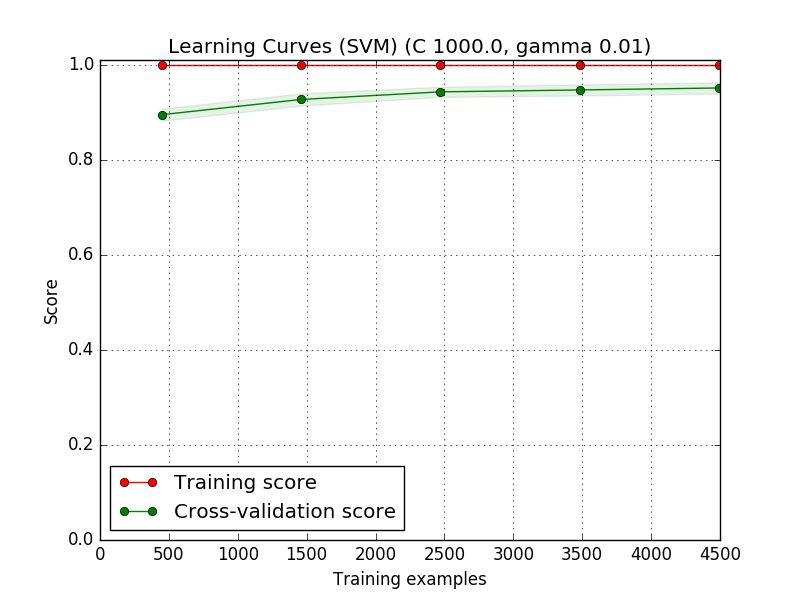 Learning Curves (SVM) (C 1000.0, gamma 0.01)
1.0
0.8
0.6
0.4
0.2
0.0
Score
Training score
Cross-validation score
0 500 1000 1500 2000 2500 3000 3500 4000 4500
Training examples